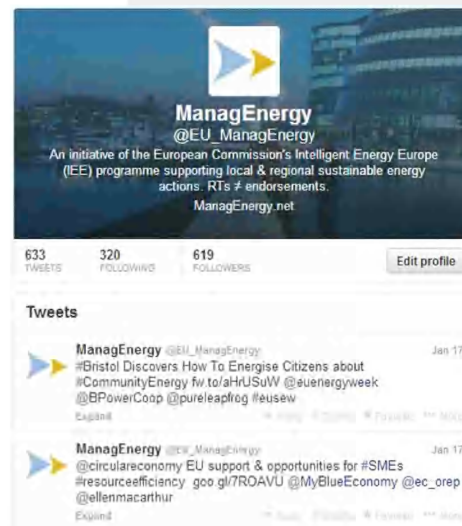 ManagEnergy
@EU_ManagEnergy
An initiative of the European Commission's Intelligent Energy Europe
(IEE) programme supporting local & regional sustainable energy
actions. RTs ≠ endorsements.
ManagEnergy.net
633 320 619
TWEETS FOLLOWING FOLLOWERS
Edit profile
Tweets
ManagEnergy @EU_ManagEnergy Jan 17
#Bristol Discovers How To Energise Citizens about
#CommunityEnergy fw.to/aHrUSuW @euenergyweek
@BPowerCoop @pureleapfrog #eusew
Expand
ManagEnergy @EU_ManagEnergy Jan 17
@circulareconomy EU support & opportunities for #SMEs
#resourceefficiency goo.gl/7ROAVU @MyBlueEconomy @ec_orep
@ellenmacarthur
Expand